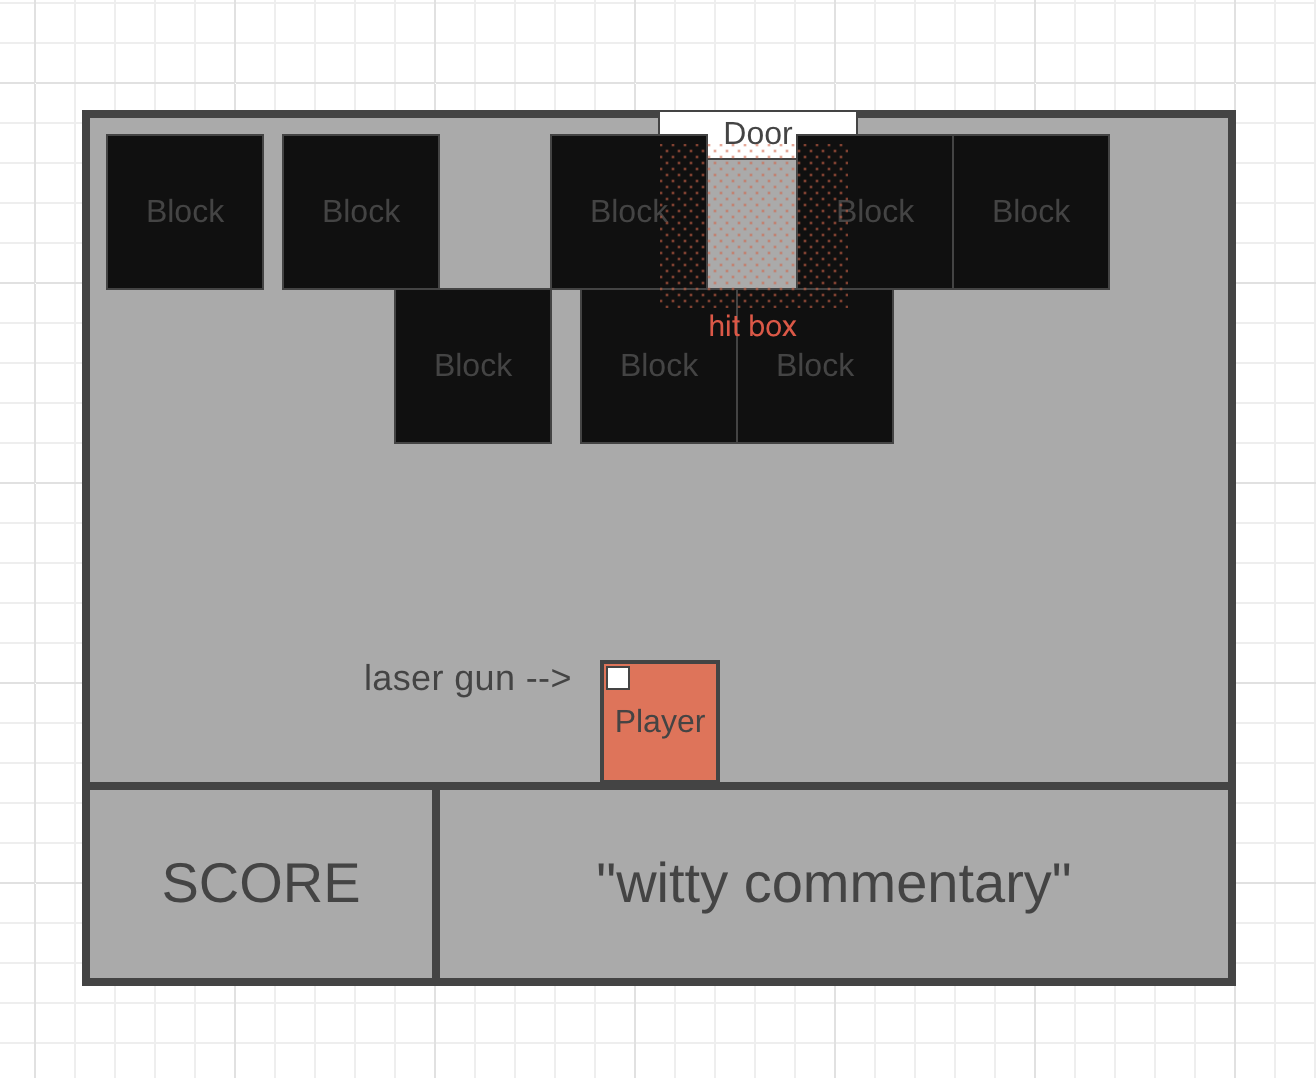 Door
Block
Block
Block
Block
Block
hit box
Block
Block
Block
laser gun -->
Player
SCORE
"witty commentary"